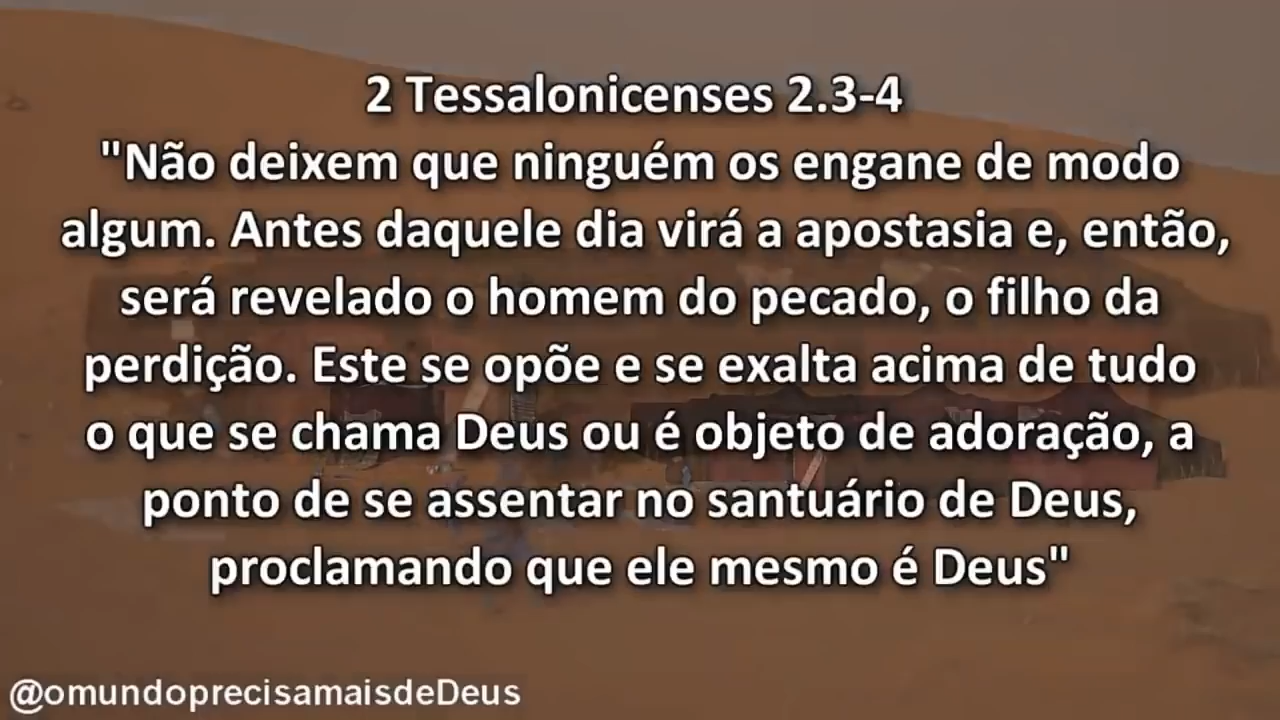 2 Tessalonicenses 2.3-4
"Não deixem que ninguém os engane de modo
algum. Antes daquele dia virá a apostasia e, então,
será revelado o homem do pecado, o filho da
perdição. Este se opõe e se exalta acima de tudo
o que se chama Deus ou é objeto de adoração, a
ponto de se assentar no santuário de Deus,
proclamando que ele mesmo é Deus"
@omundoprecisamaisdeDeus